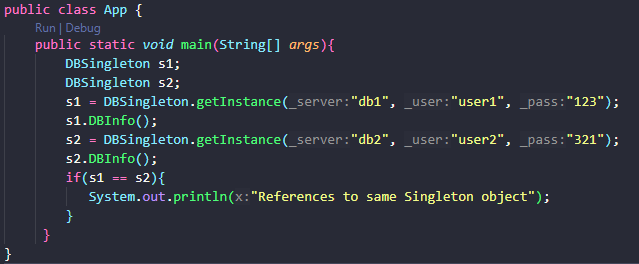 public class App {
Run | Debug
public static void main(String[] args){
DBSingleton s1;
DBSingleton s2;
s1 = DBSingleton.getInstance(_server:"db1", _user:"user1", _pass:"123");
s1.DBInfo();
s2 = DBSingleton.getInstance(_server:"db2", _user:"user2", _pass:"321");
s2.DBInfo();
if(s1 == s2){
System.out.println(x:"References to same Singleton object");
}
}
}